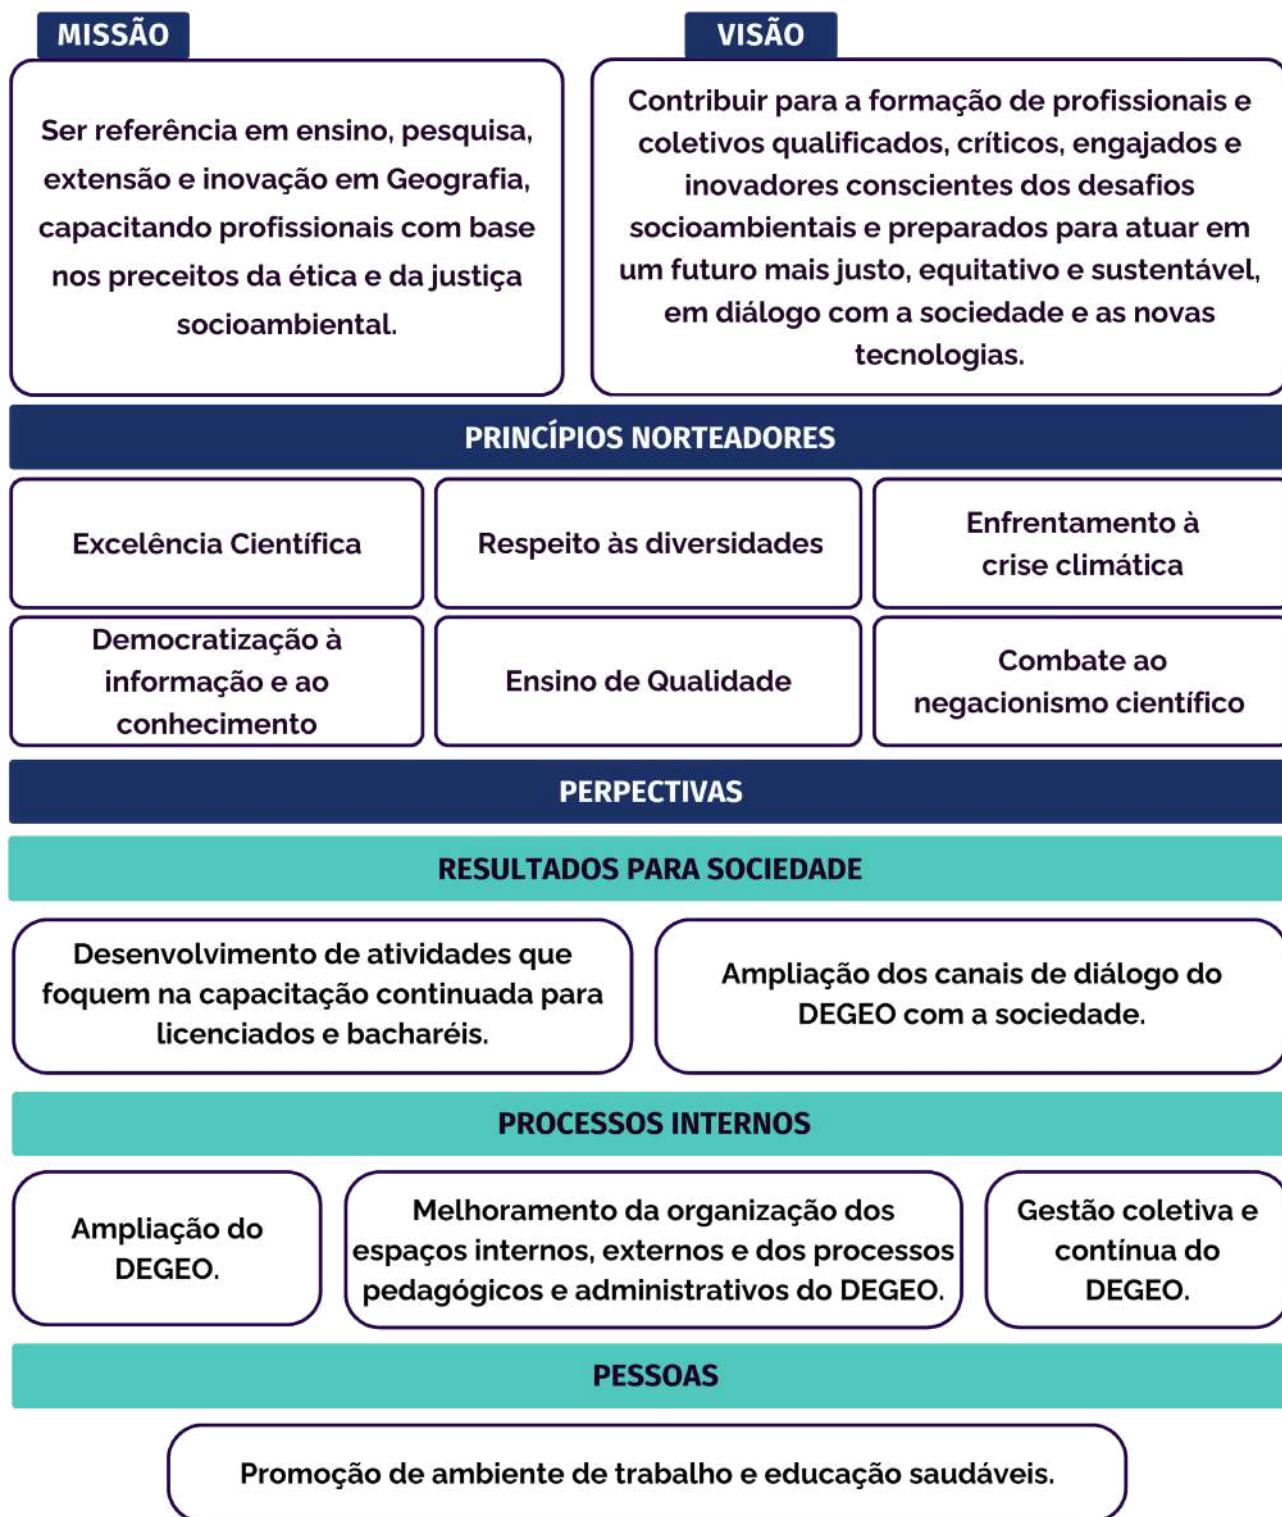 MISSÃO
Ser referência em ensino, pesquisa,
extensão e inovação em Geografia,
capacitando profissionais com base
nos preceitos da ética e da justiça
socioambiental.
VISÃO
Contribuir para a formação de profissionais e
coletivos qualificados, críticos, engajados e
inovadores conscientes dos desafios
socioambientais e preparados para atuar em
um futuro mais justo, equitativo e sustentável,
em diálogo com a sociedade e as novas
tecnologias.
PRINCÍPIOS NORTEADORES
Excelência Científica
Respeito às diversidades
Enfrentamento à
crise climática
Democratização à
informação e ao
conhecimento
Ensino de Qualidade
Combate ao
negacionismo científico
PERPECTIVAS
RESULTADOS PARA SOCIEDADE
Desenvolvimento de atividades que
foquem na capacitação continuada para
licenciados e bacharéis.
Ampliação dos canais de diálogo do
DEGEO com a sociedade.
PROCESSOS INTERNOS
Ampliação do
DEGEO.
Melhoramento da organização dos
espaços internos, externos e dos processos
pedagógicos e administrativos do DEGEO.
Gestão coletiva e
contínua do
DEGEO.
PESSOAS
Promoção de ambiente de trabalho e educação saudáveis.